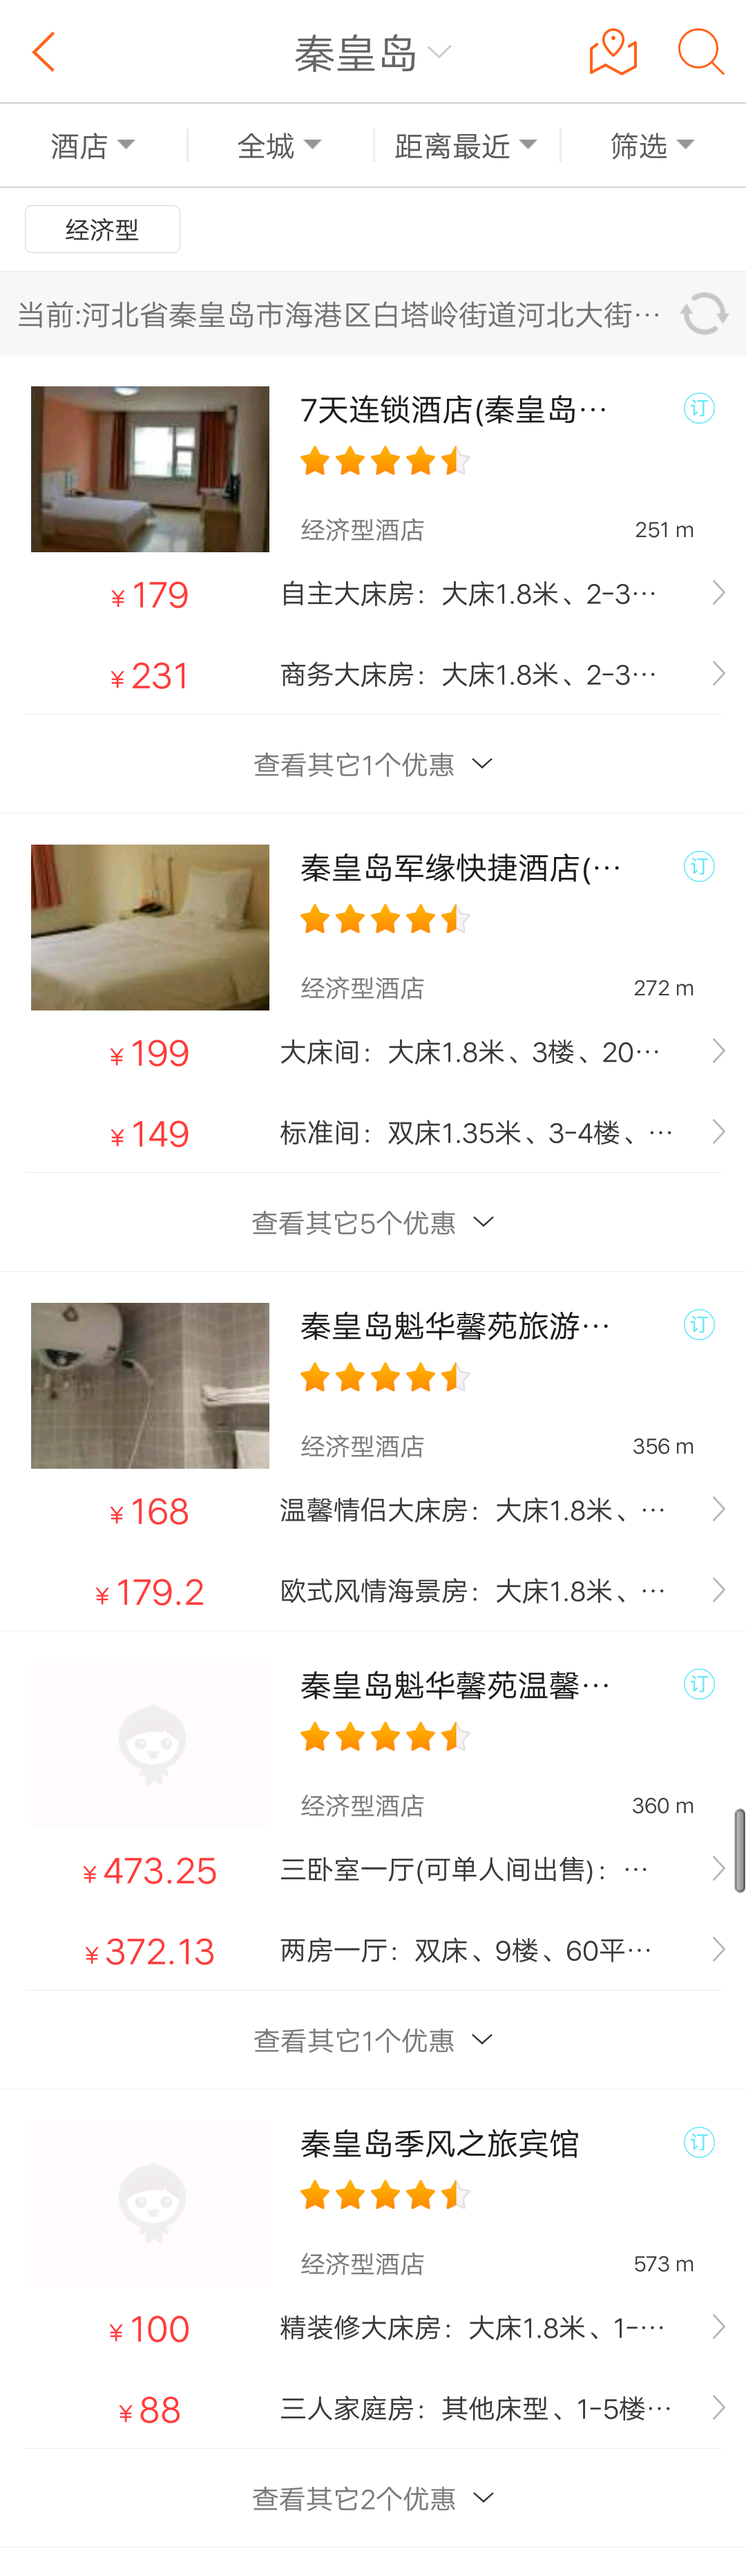 秦皇岛
酒店 全城 距离最近 筛选
经济型
当前:河北省秦皇岛市海港区白塔岭街道河北大街···
7天连锁酒店(秦皇岛··· 订
经济型酒店 251 m
¥179 自主大床房：大床1.8米、2-3···
¥231 商务大床房：大床1.8米、2-3···
查看其它1个优惠
秦皇岛军缘快捷酒店(··· 订
经济型酒店 272 m
¥199 大床间：大床1.8米、3楼、20···
¥149 标准间：双床1.35米、3-4楼、···
查看其它5个优惠
秦皇岛魁华馨苑旅游··· 订
经济型酒店 356 m
¥168 温馨情侣大床房：大床1.8米、···
¥179.2 欧式风情海景房：大床1.8米、···
秦皇岛魁华馨苑温馨··· 订
经济型酒店 360 m
¥473.25 三卧室一厅(可单人间出售)：···
¥372.13 两房一厅：双床、9楼、60平···
查看其它1个优惠
秦皇岛季风之旅宾馆 订
经济型酒店 573 m
¥100 精装修大床房：大床1.8米、1-···
¥88 三人家庭房：其他床型、1-5楼···
查看其它2个优惠